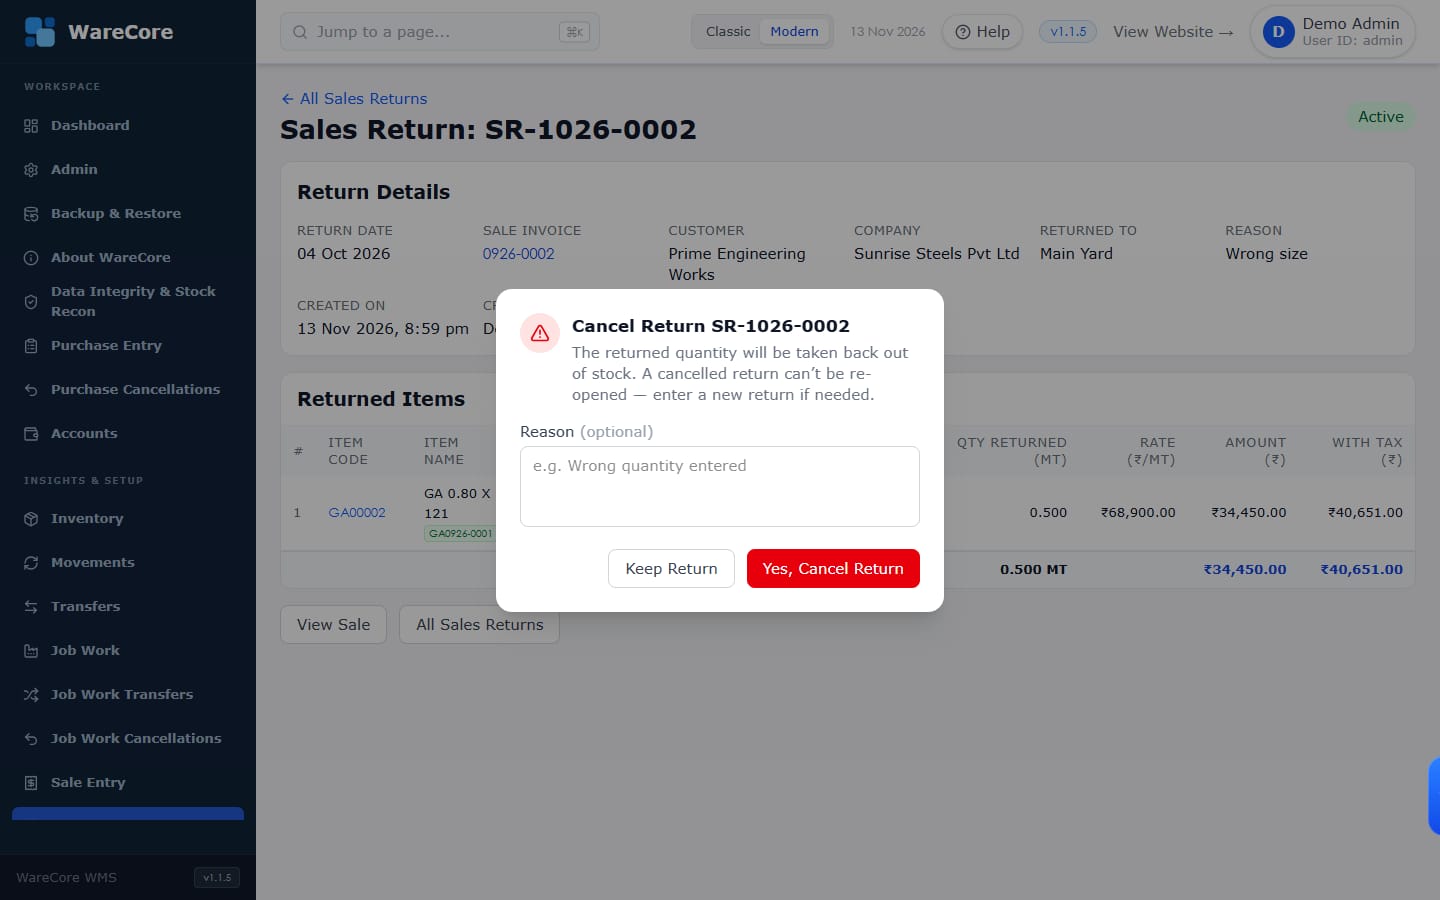 WareCore
Jump to a page...
⌘K
Classic
Modern
13 Nov 2026
Help
v1.1.5
View Website →
D
Demo Admin
User ID: admin
WORKSPACE
Dashboard
Admin
Backup & Restore
About WareCore
Data Integrity & Stock
Recon
Purchase Entry
Purchase Cancellations
Accounts
INSIGHTS & SETUP
Inventory
Movements
Transfers
Job Work
Job Work Transfers
Job Work Cancellations
Sale Entry
WareCore WMS
v1.1.5
← All Sales Returns
Sales Return: SR-1026-0002
Active
Return Details
RETURN DATE
04 Oct 2026
SALE INVOICE
0926-0002
CUSTOMER
Prime Engineering
Works
COMPANY
Sunrise Steels Pvt Ltd
RETURNED TO
Main Yard
REASON
Wrong size
CREATED ON
13 Nov 2026, 8:59 pm
Cancel Return SR-1026-0002
The returned quantity will be taken back out
of stock. A cancelled return can’t be re-
opened — enter a new return if needed.
Reason (optional)
e.g. Wrong quantity entered
Keep Return
Yes, Cancel Return
Returned Items
#
ITEM
CODE
ITEM
NAME
QTY RETURNED
(MT)
RATE
(₹/MT)
AMOUNT
(₹)
WITH TAX
(₹)
1
GA00002
GA 0.80 X
121
GA0926-0001
0.500
₹68,900.00
₹34,450.00
₹40,651.00
0.500 MT
₹34,450.00
₹40,651.00
View Sale
All Sales Returns